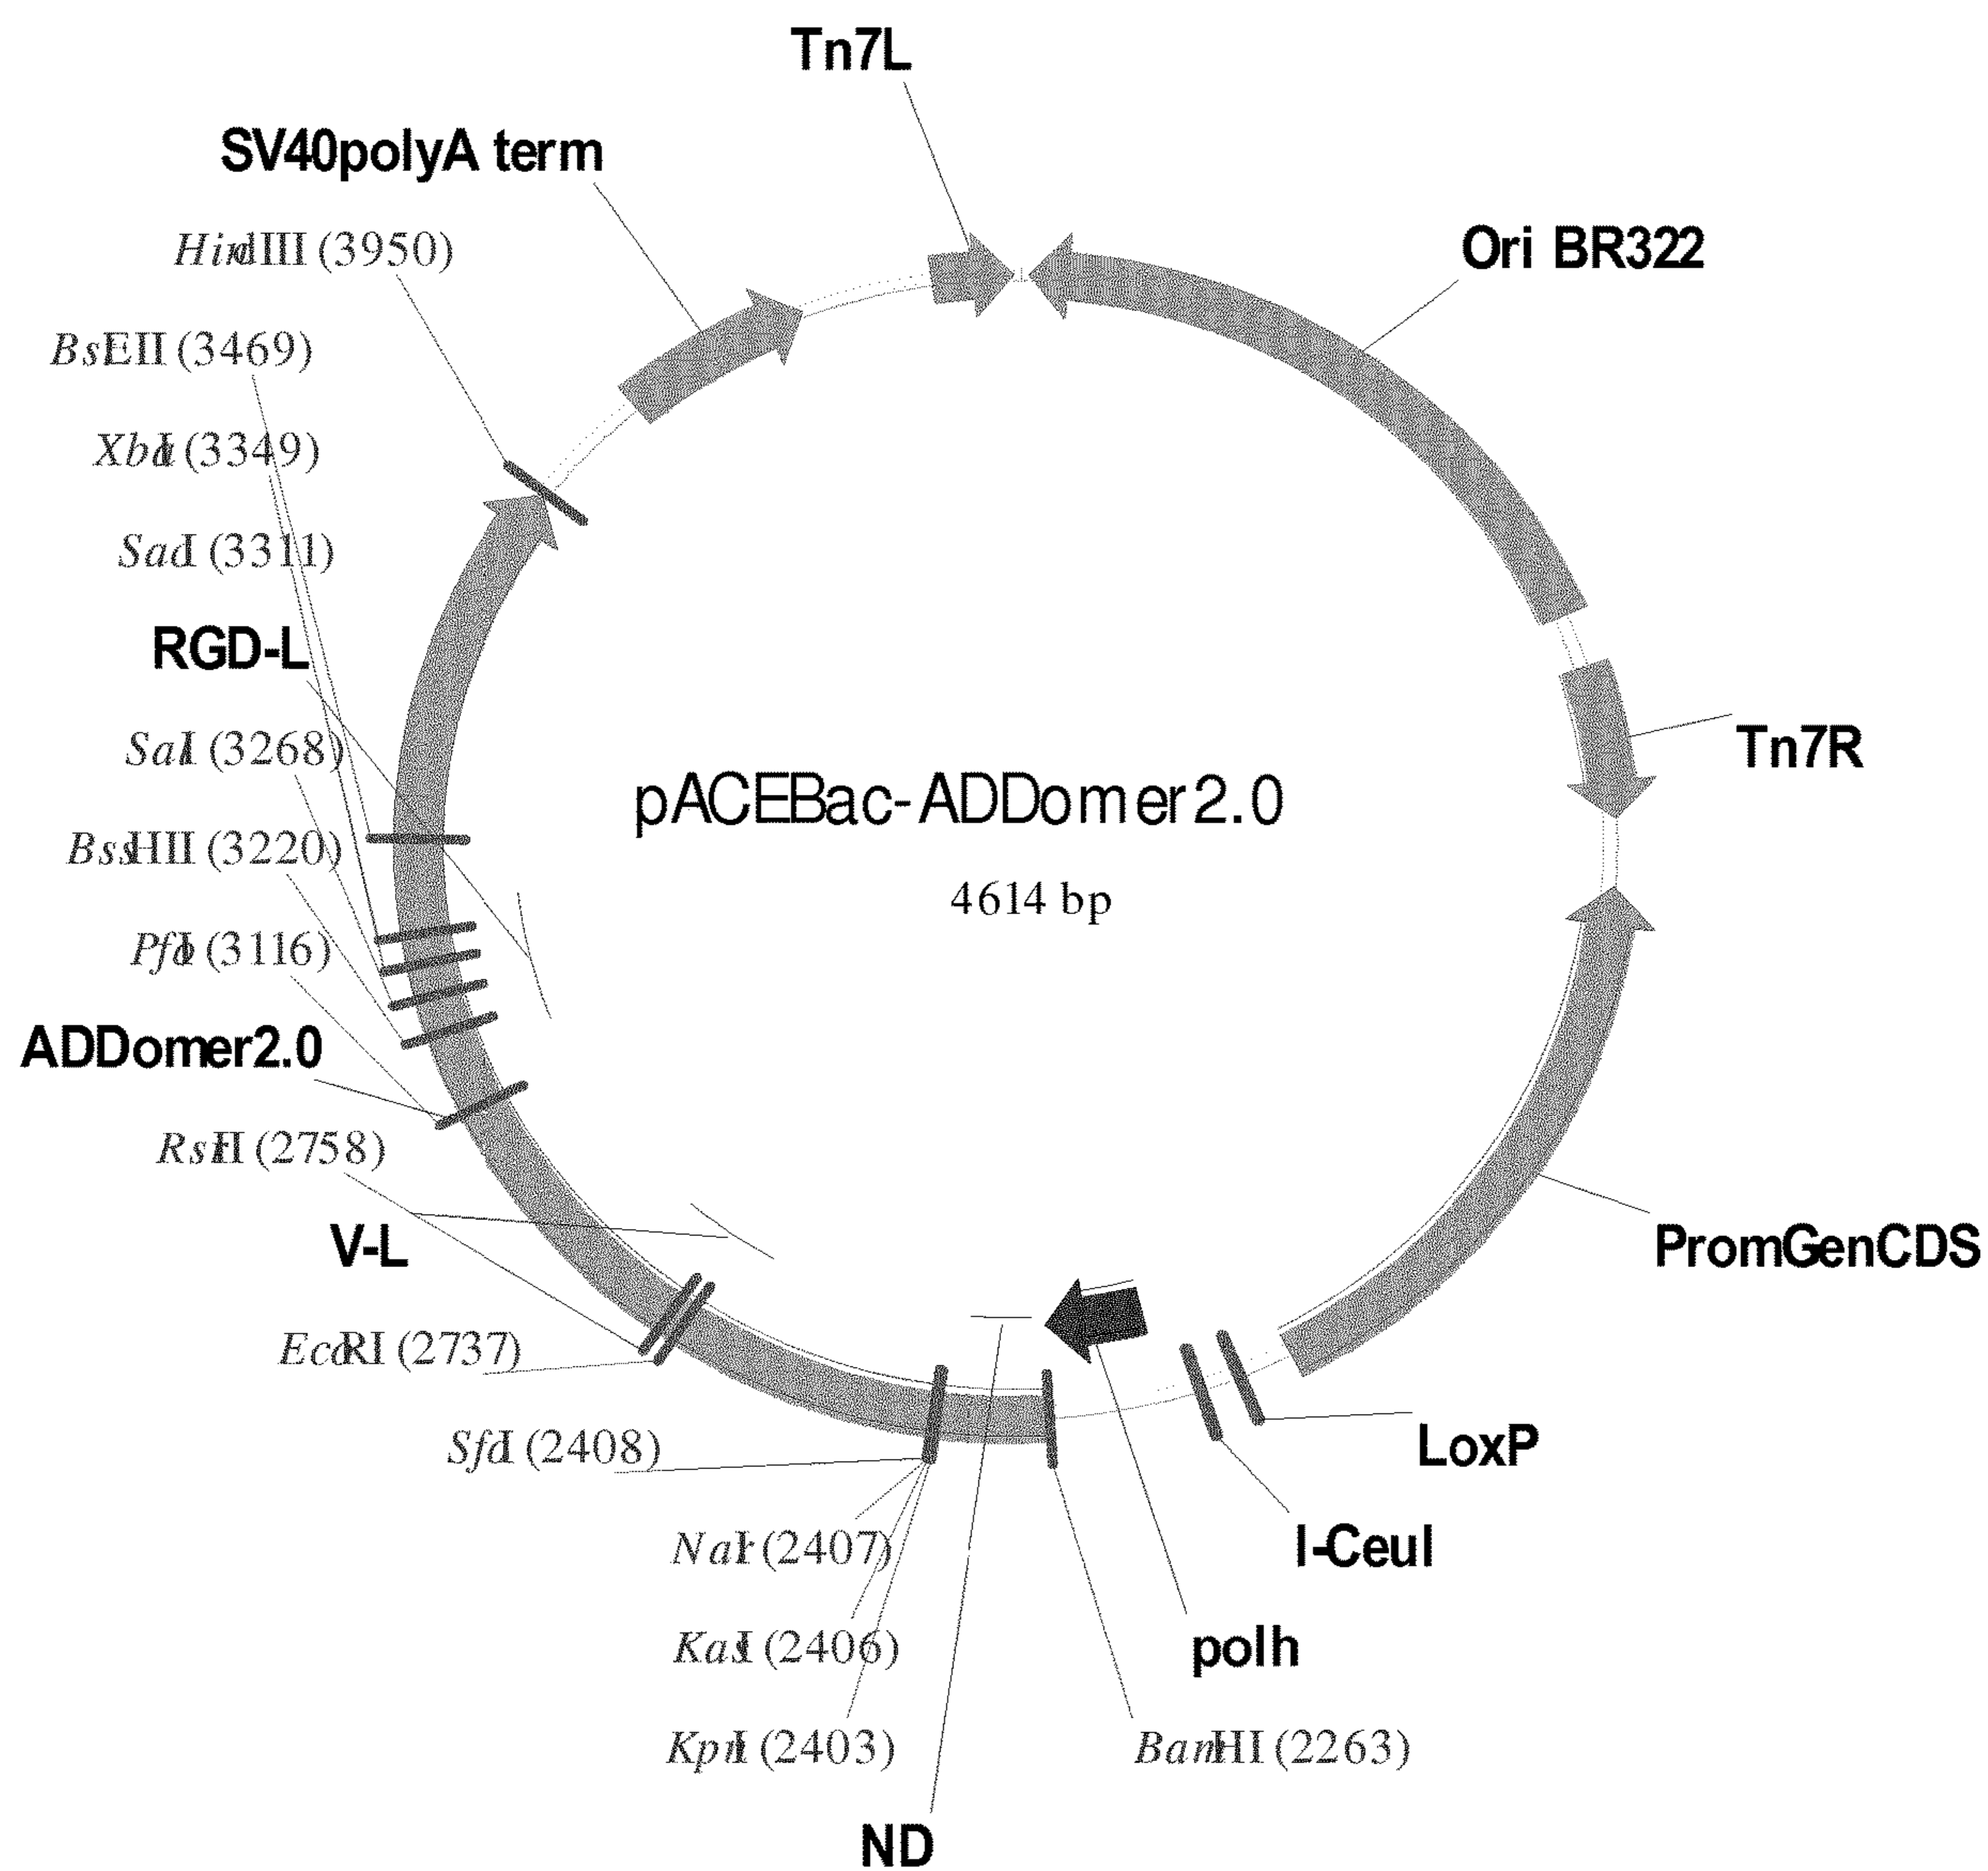 Tn7L
SV40polyA term
HindIII (3950)
Ori BR322
BstEII (3469)
XbaI (3349)
SacI (3311)
RGD-L
Tn7R
SalI (3268)
pACEBac-ADDomer2.0
BssHII (3220)
4614 bp
PflI (3116)
ADDomer2.0
RsrII (2758)
V-L
PromGenCDS
EcoRI (2737)
SfoI (2408)
LoxP
NarI (2407)
I-CeuI
KasI (2406)
polh
KpnI (2403)
BamHI (2263)
ND